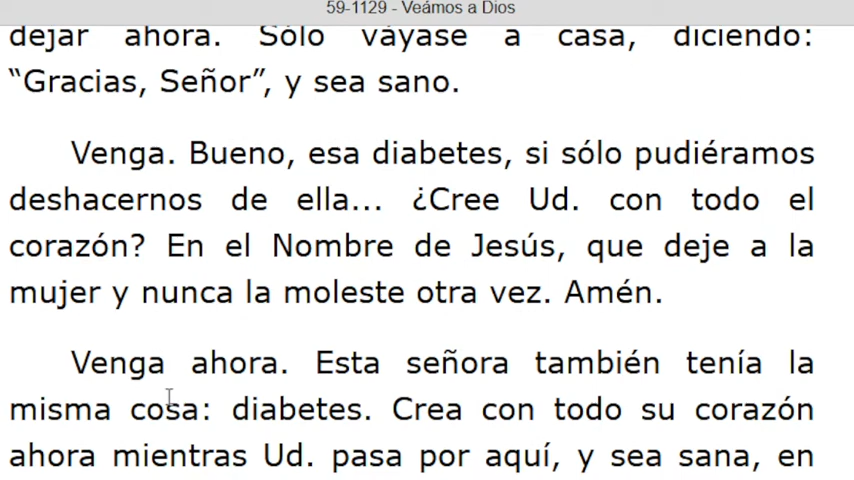 59-1129 - Veámos a Dios
dejar ahora. Sólo váyase a casa, diciendo:
“Gracias, Señor”, y sea sano.
Venga. Bueno, esa diabetes, si sólo pudiéramos
deshacernos de ella... ¿Cree Ud. con todo el
corazón? En el Nombre de Jesús, que deje a la
mujer y nunca la moleste otra vez. Amén.
Venga ahora. Esta señora también tenía la
misma cosa: diabetes. Crea con todo su corazón
ahora mientras Ud. pasa por aquí, y sea sana, en